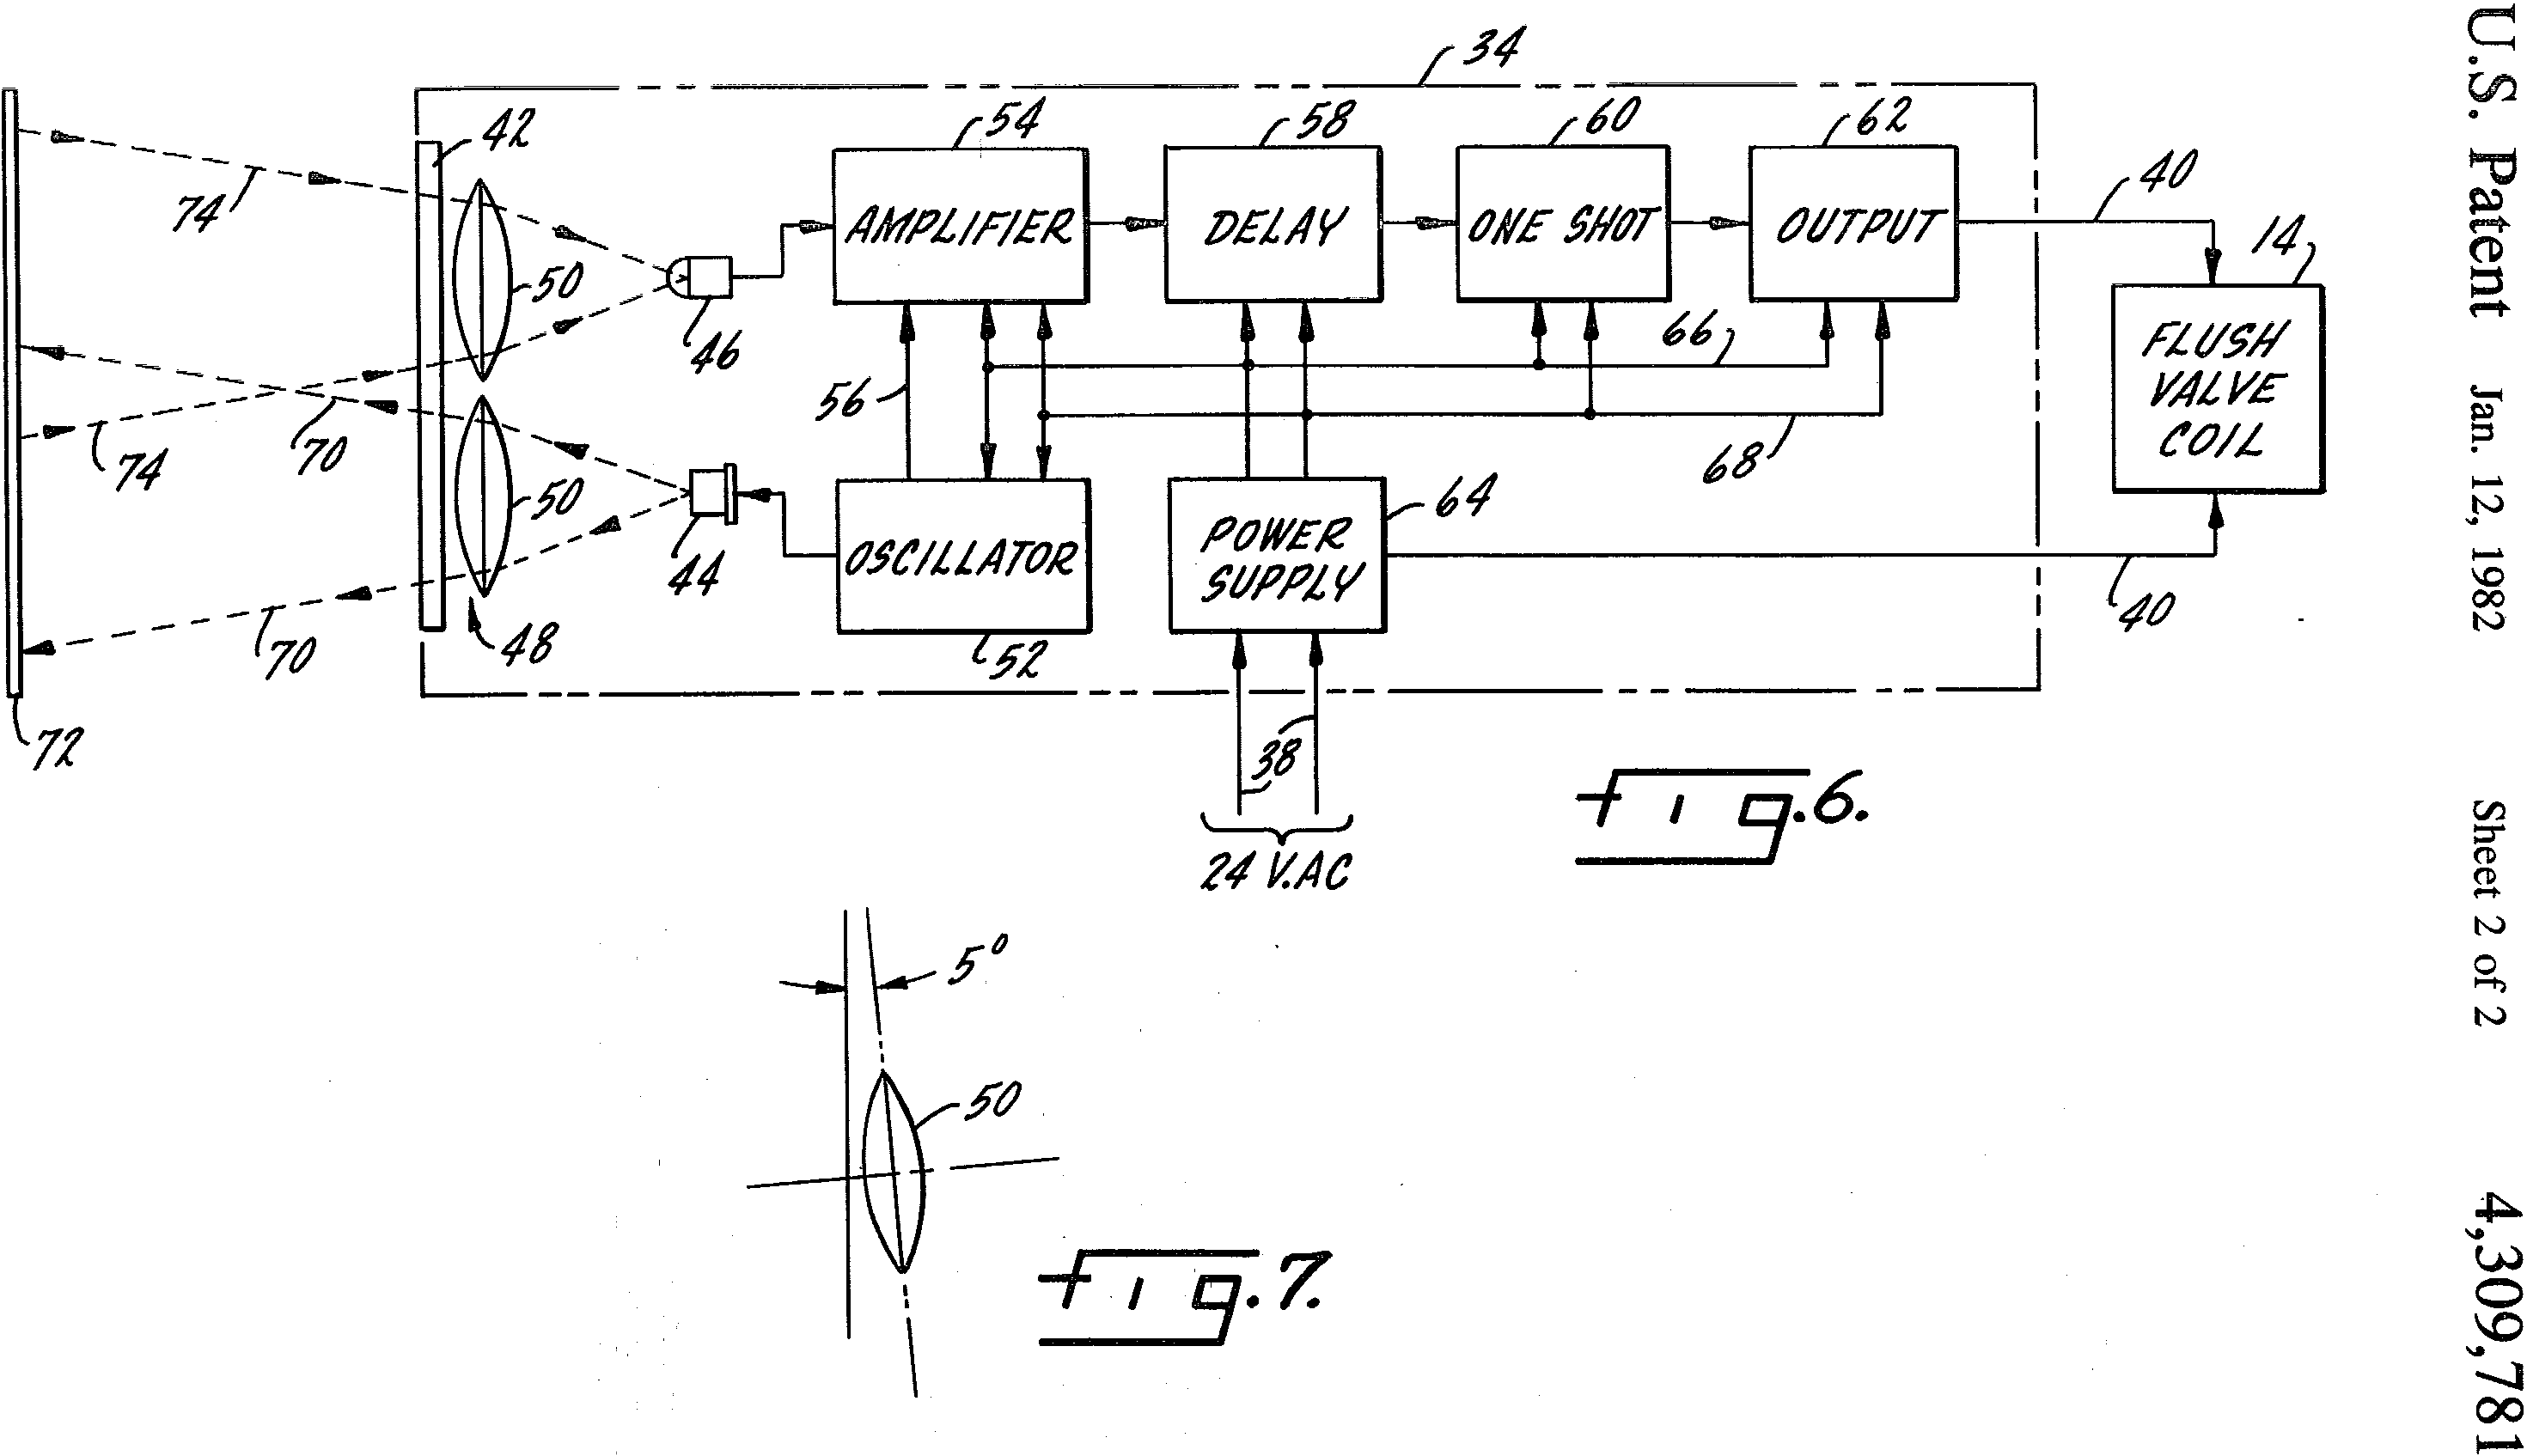 U.S. Patent Jan. 12, 1982 Sheet 2 of 2 4,309,781
34
42
54
58
60
62
40
74
AMPLIFIER
DELAY
ONE SHOT
OUTPUT
14
50
46
66
FLUSH
VALVE
COIL
56
74
70
68
50
44
OSCILLATOR
POWER
SUPPLY
64
40
70
48
52
72
38
24 V.AC
fig.6.
5°
50
fig.7.